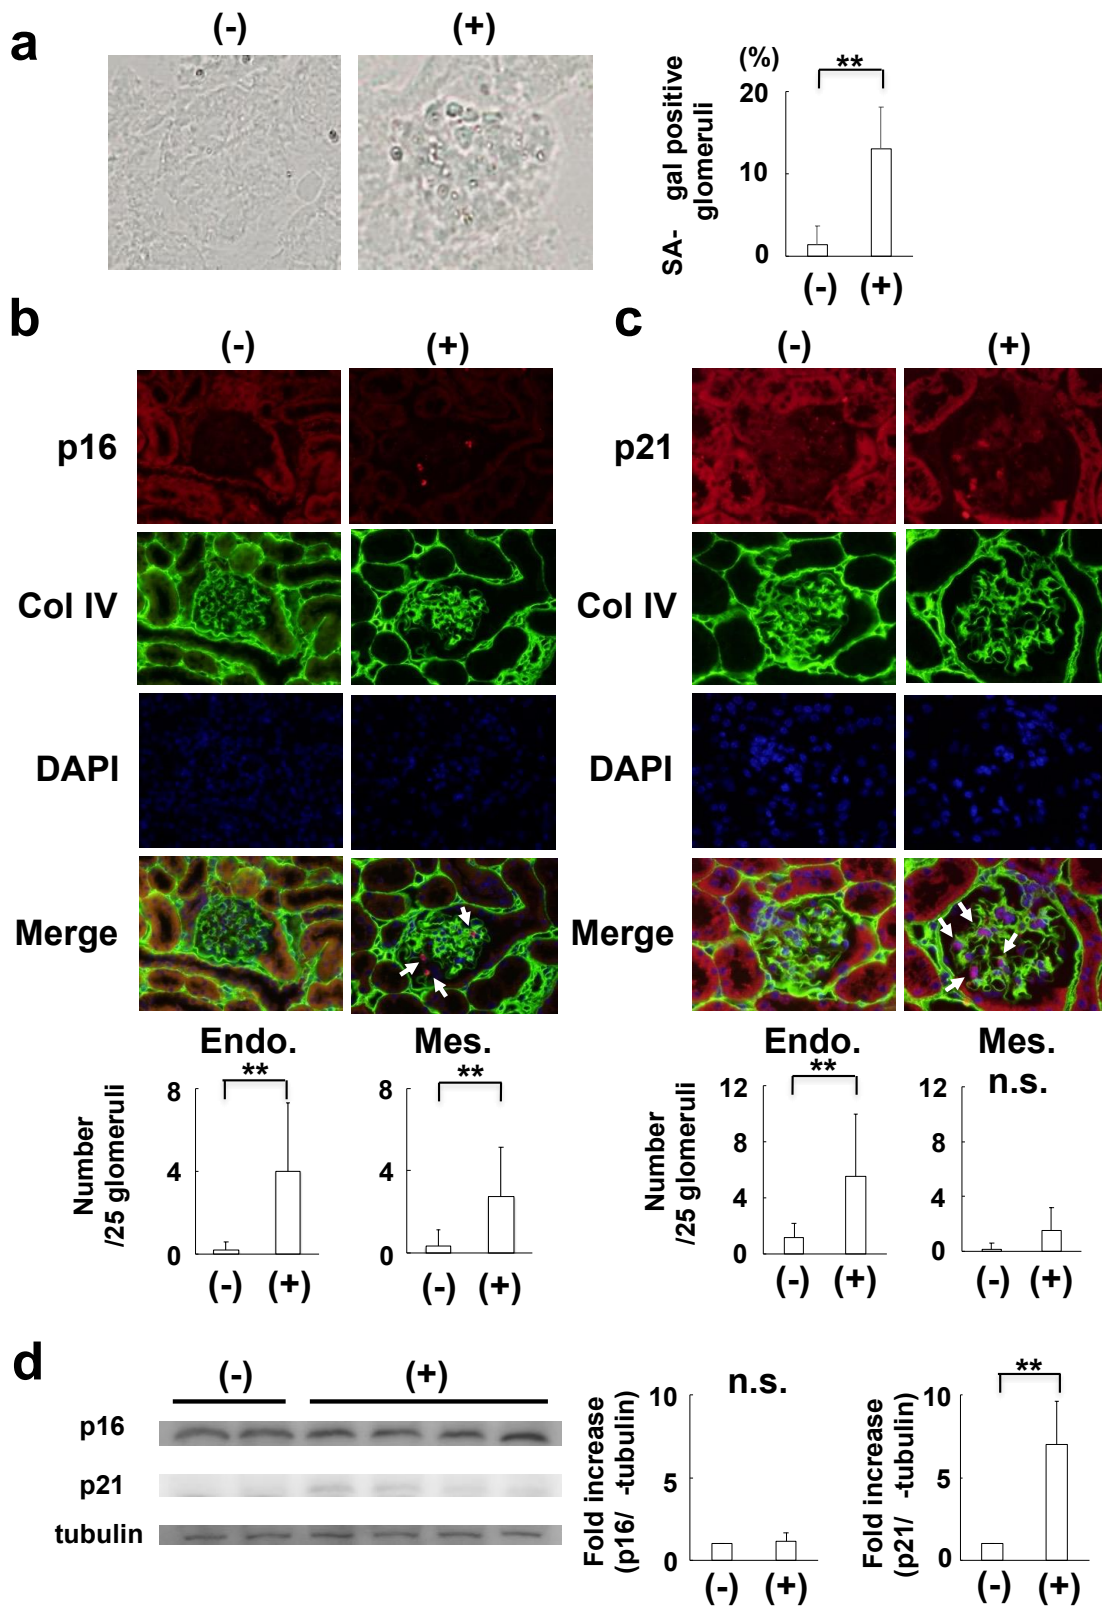 a
(-)
(+)
(%)
**
20
10
0
SA- gal positive
glomeruli
(-)
(+)
b
(-)
(+)
p16
Col IV
DAPI
Merge
Endo.
Mes.
**
**
8
4
0
8
4
0
Number
/25 glomeruli
(-)
(+)
(-)
(+)
c
(-)
(+)
p21
Col IV
DAPI
Merge
Endo.
Mes.
**
n.s.
12
8
4
0
12
8
4
0
Number
/25 glomeruli
(-)
(+)
d
(-)
(+)
p16
p21
tubulin
n.s.
10
5
0
Fold increase
(p16/ -tubulin)
(-)
(+)
**
10
5
0
Fold increase
(p21/ -tubulin)
(-)
(+)